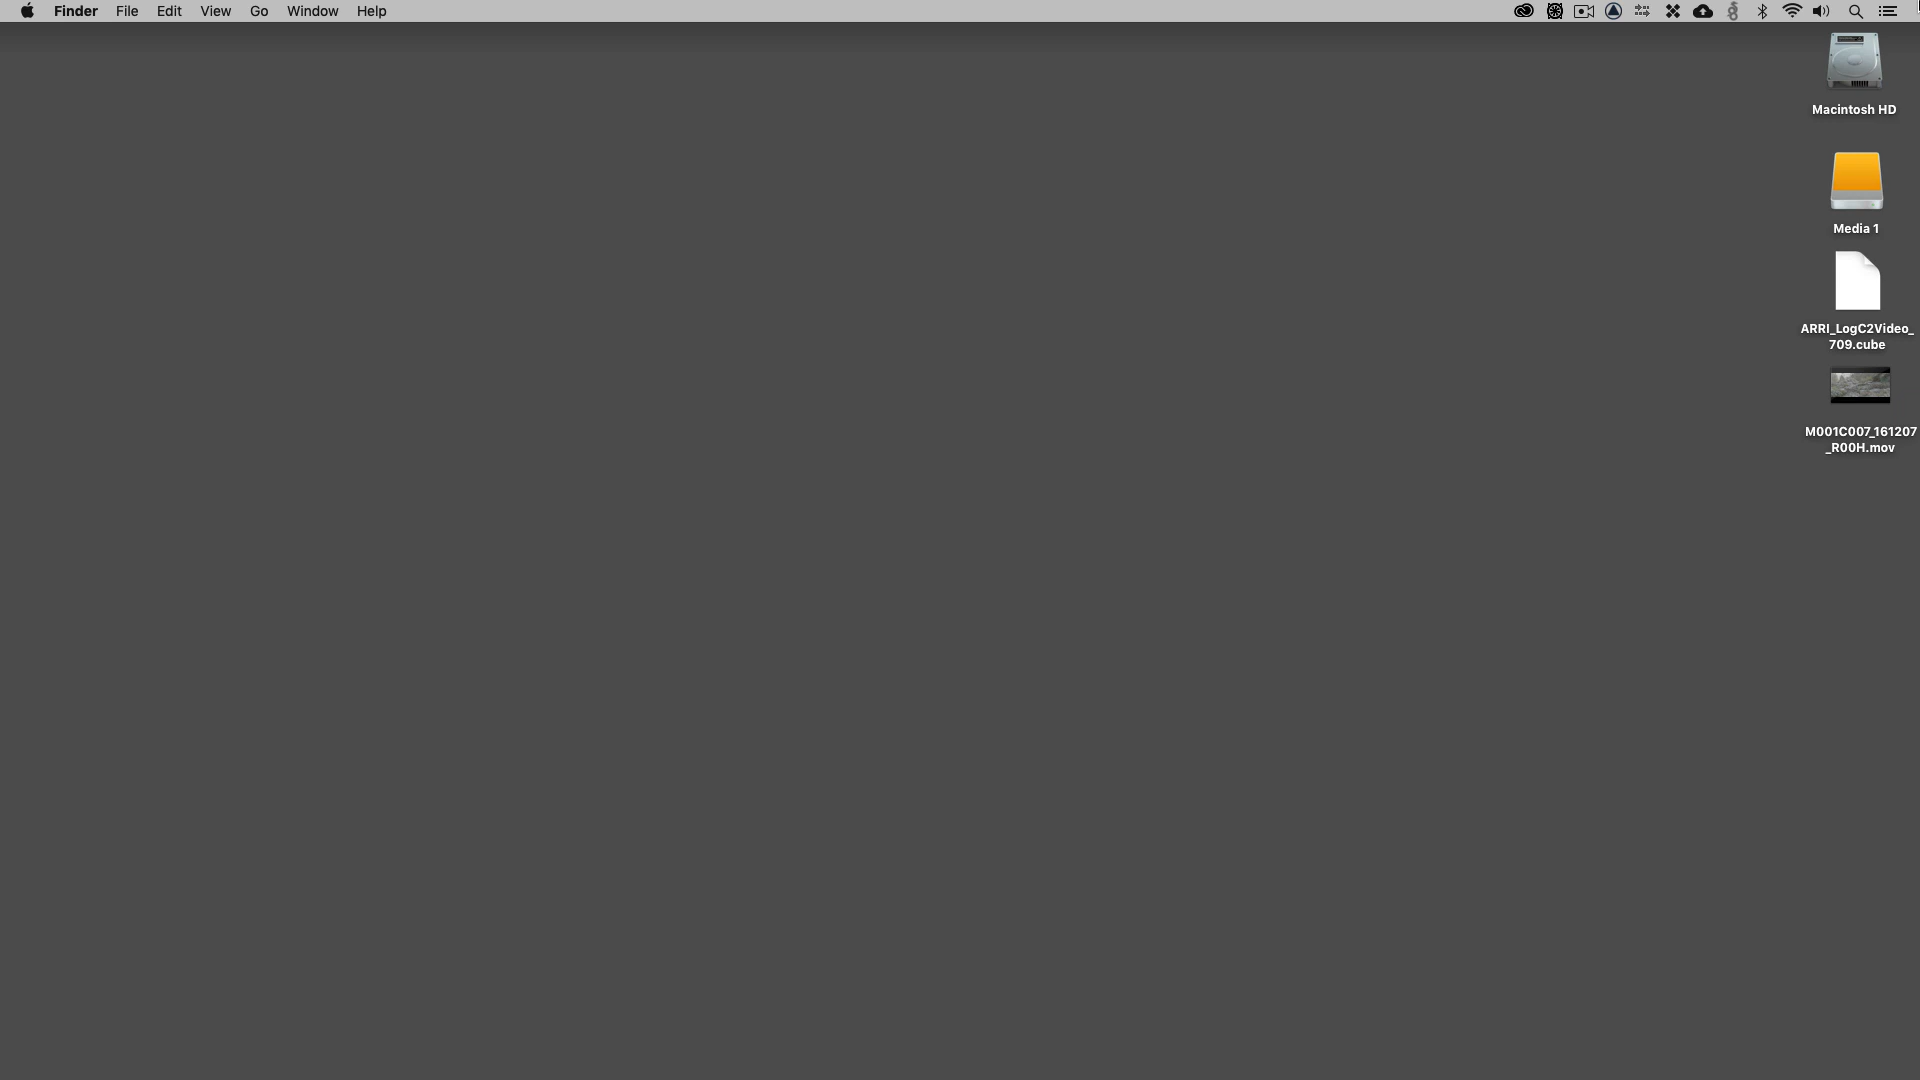 Finder File Edit View Go Window Help
Macintosh HD
Media 1
ARRI_LogC2Video_
709.cube
M001C007_161207
_R00H.mov